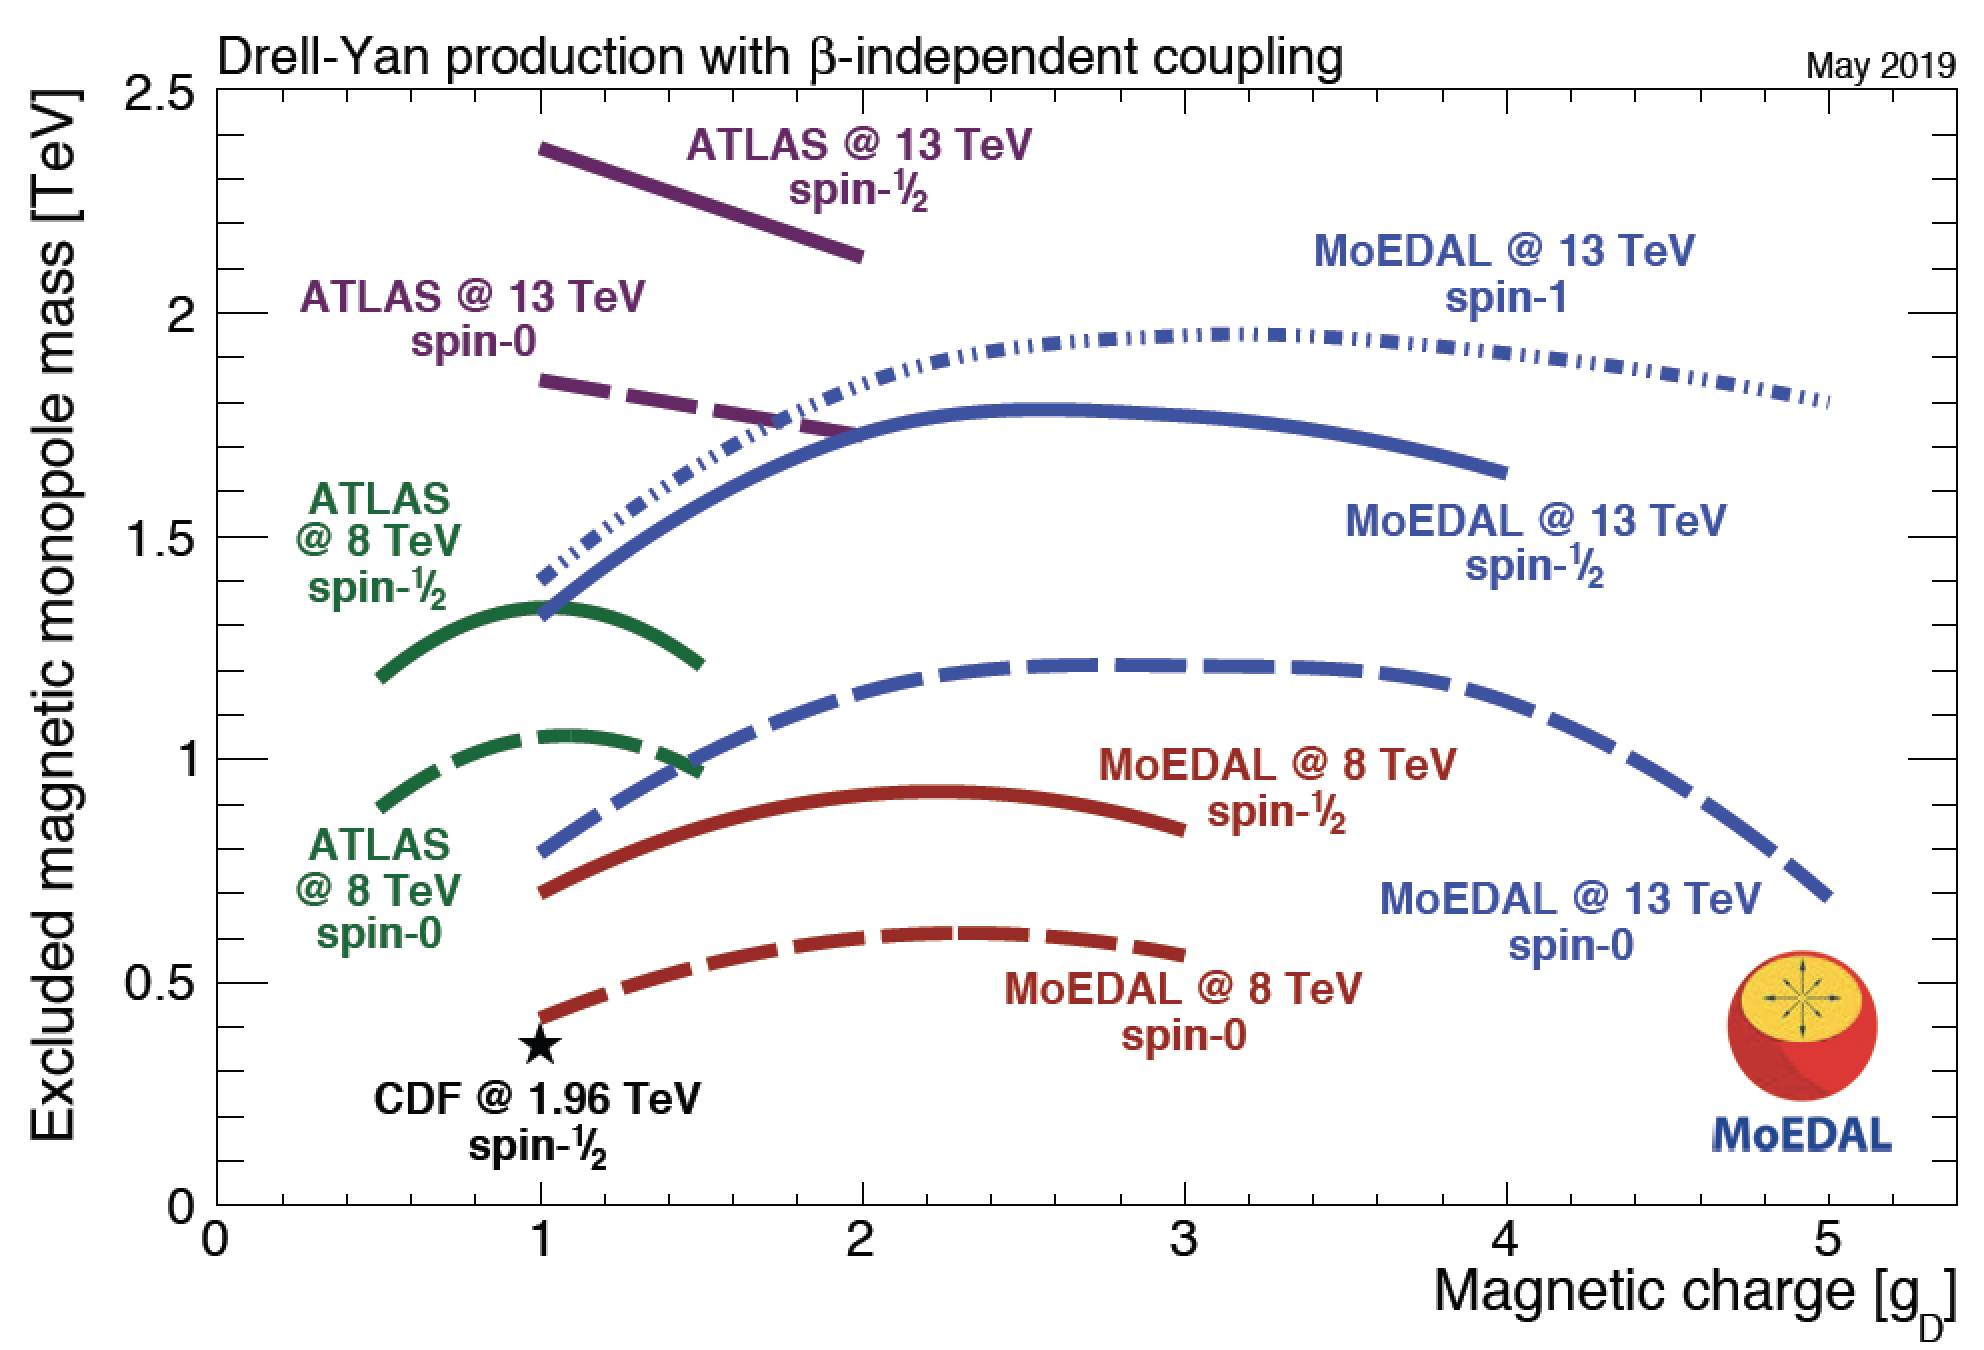 Drell-Yan production with β-independent coupling
May 2019
Excluded magnetic monopole mass [TeV]
2.5
2
1.5
1
0.5
0
ATLAS @ 13 TeV
spin-½
MoEDAL @ 13 TeV
spin-1
ATLAS @ 13 TeV
spin-0
ATLAS
@ 8 TeV
spin-½
MoEDAL @ 13 TeV
spin-½
MoEDAL @ 8 TeV
spin-½
ATLAS
@ 8 TeV
spin-0
MoEDAL @ 13 TeV
spin-0
MoEDAL @ 8 TeV
spin-0
CDF @ 1.96 TeV
spin-½
MoEDAL
0 1 2 3 4 5
Magnetic charge [g_D]